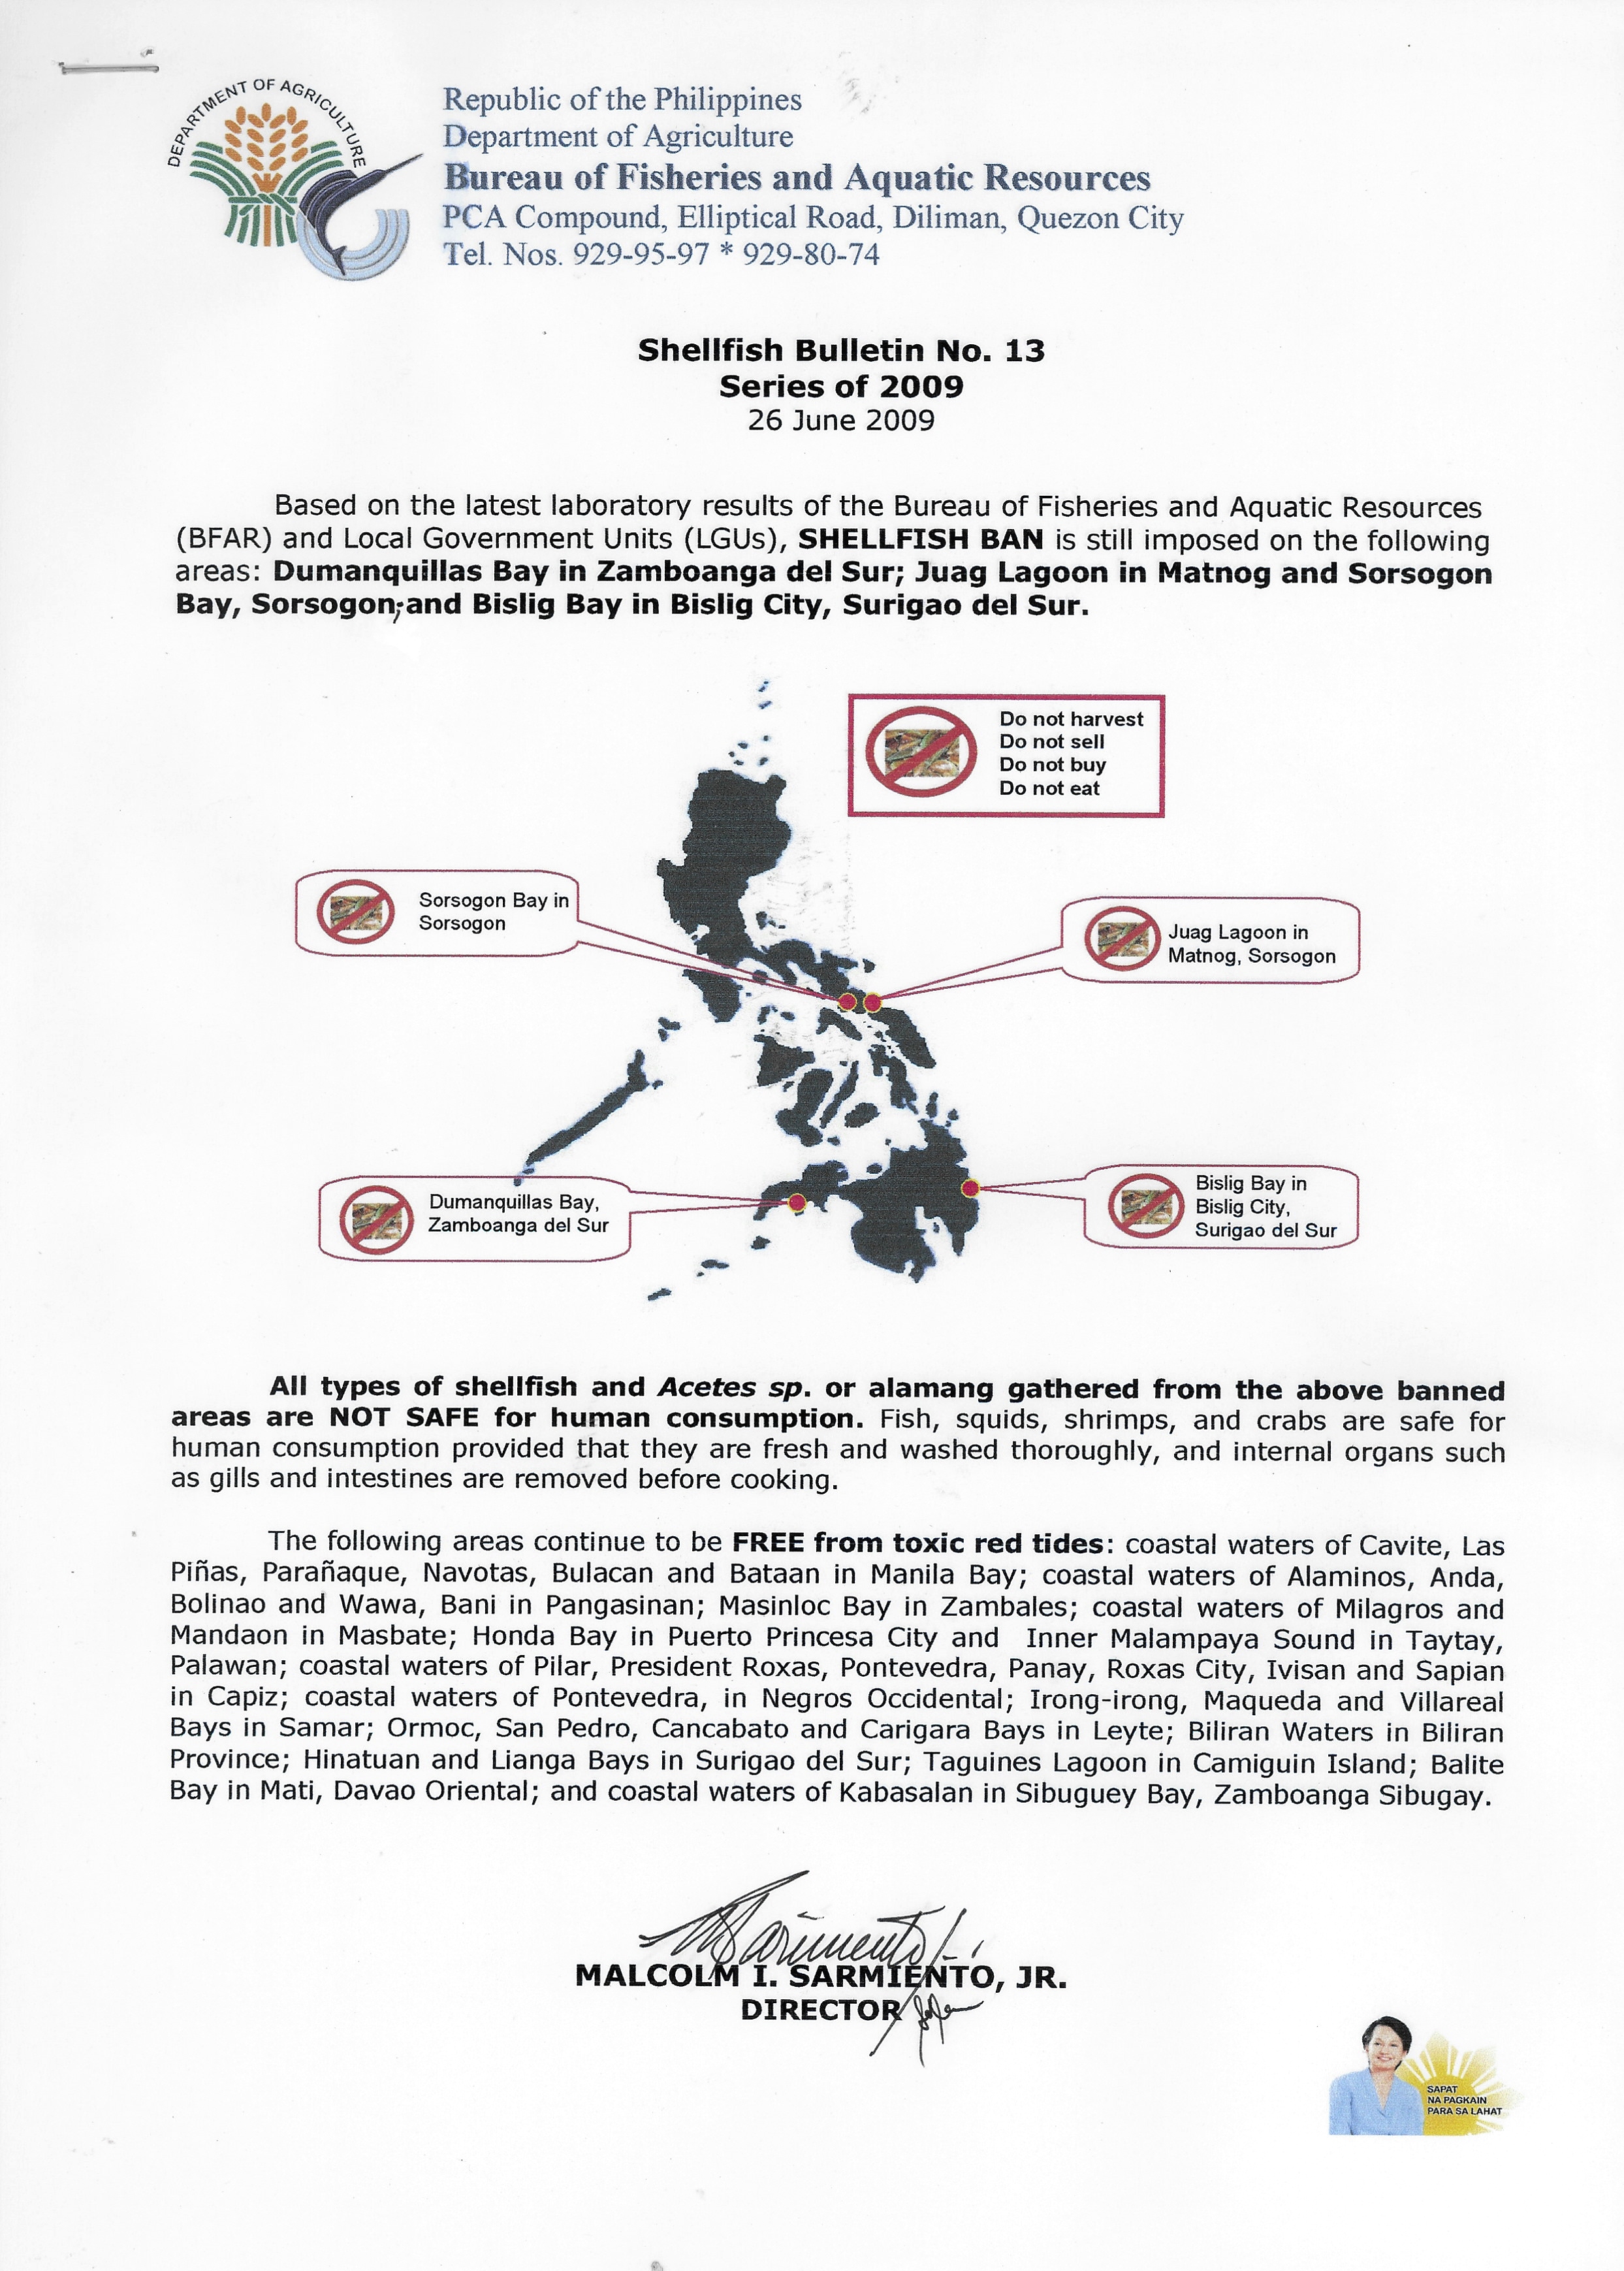 DEPARTMENT OF AGRICULTURE
Republic of the Philippines
Department of Agriculture
Bureau of Fisheries and Aquatic Resources
PCA Compound, Elliptical Road, Diliman, Quezon City
Tel. Nos. 929-95-97 * 929-80-74
Shellfish Bulletin No. 13
Series of 2009
26 June 2009
Based on the latest laboratory results of the Bureau of Fisheries and Aquatic Resources
(BFAR) and Local Government Units (LGUs), SHELLFISH BAN is still imposed on the following
areas: Dumanquillas Bay in Zamboanga del Sur; Juag Lagoon in Matnog and Sorsogon
Bay, Sorsogon; and Bislig Bay in Bislig City, Surigao del Sur.
Do not harvest
Do not sell
Do not buy
Do not eat
Sorsogon Bay in
Sorsogon
Juag Lagoon in
Matnog, Sorsogon
Dumanquillas Bay,
Zamboanga del Sur
Bislig Bay in
Bislig City,
Surigao del Sur
All types of shellfish and Acetes sp. or alamang gathered from the above banned
areas are NOT SAFE for human consumption. Fish, squids, shrimps, and crabs are safe for
human consumption provided that they are fresh and washed thoroughly, and internal organs such
as gills and intestines are removed before cooking.
The following areas continue to be FREE from toxic red tides: coastal waters of Cavite, Las
Piñas, Parañaque, Navotas, Bulacan and Bataan in Manila Bay; coastal waters of Alaminos, Anda,
Bolinao and Wawa, Bani in Pangasinan; Masinloc Bay in Zambales; coastal waters of Milagros and
Mandaon in Masbate; Honda Bay in Puerto Princesa City and Inner Malampaya Sound in Taytay,
Palawan; coastal waters of Pilar, President Roxas, Pontevedra, Panay, Roxas City, Ivisan and Sapian
in Capiz; coastal waters of Pontevedra, in Negros Occidental; Irong-irong, Maqueda and Villareal
Bays in Samar; Ormoc, San Pedro, Cancabato and Carigara Bays in Leyte; Biliran Waters in Biliran
Province; Hinatuan and Lianga Bays in Surigao del Sur; Taguines Lagoon in Camiguin Island; Balite
Bay in Mati, Davao Oriental; and coastal waters of Kabasalan in Sibuguey Bay, Zamboanga Sibugay.
MALCOLM I. SARMIENTO, JR.
DIRECTOR
SAPAT
NA PAGKAIN
PARA SA LAHAT